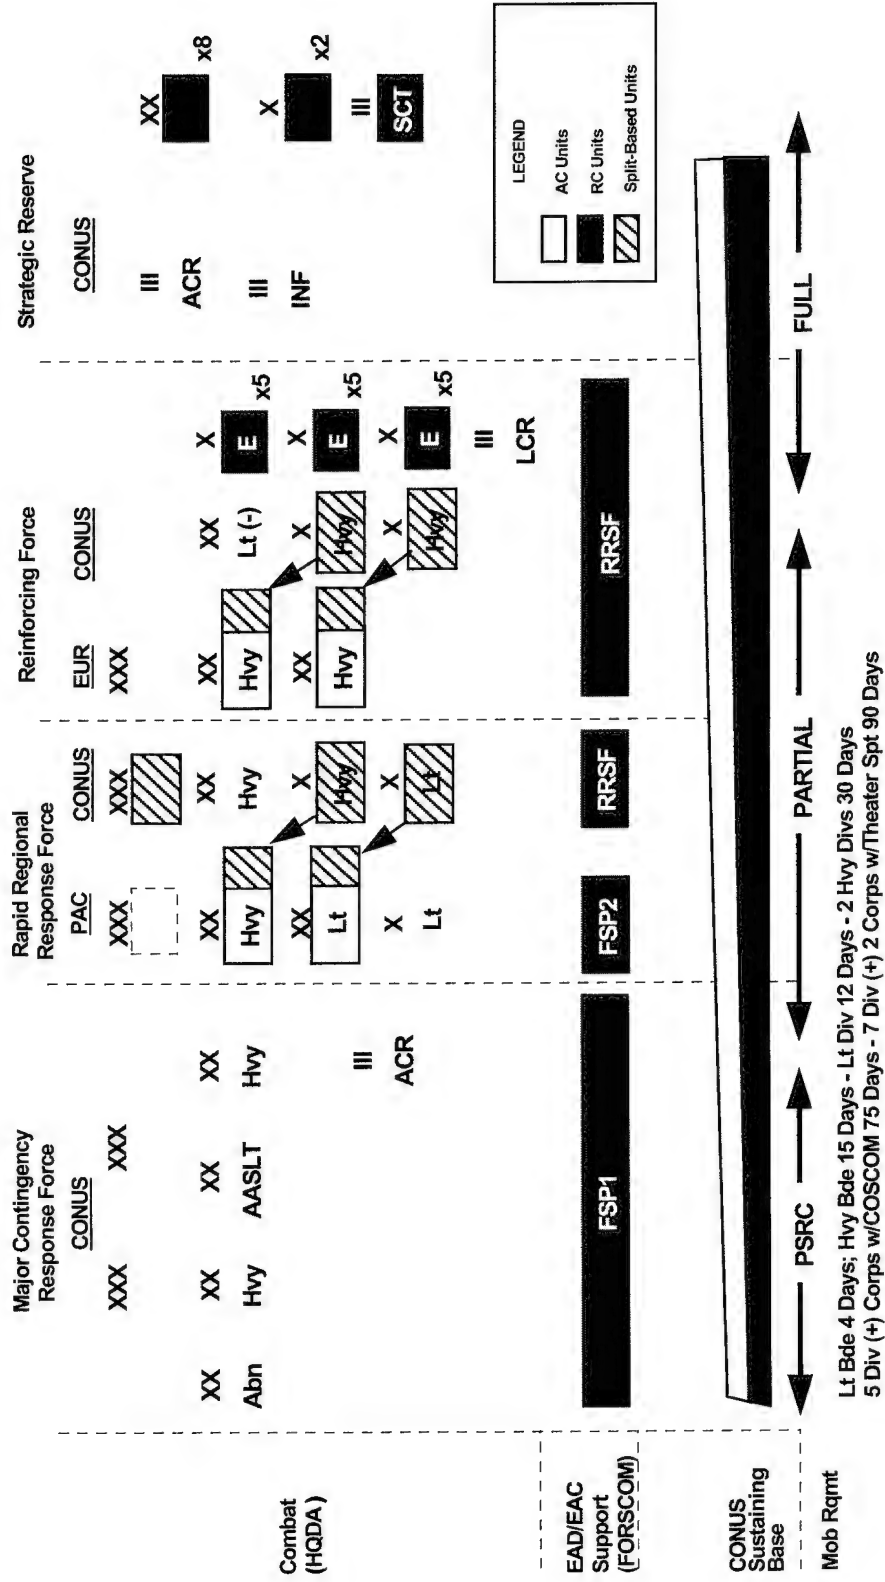 Major Contingency
Response Force
CONUS
XXX
XXX
XX
Abn
XX
Hvy
XX
AASLT
XX
Hvy
III
ACR
Rapid Regional
Response Force
PAC
CONUS
XXX
XXX
XX
Hvy
XX
Hvy
XX
Lt
X
Hvy
X
Lt
X
Lt
Reinforcing Force
EUR
CONUS
XXX
XX
Hvy
XX
Lt (-)
X
E
x5
XX
Hvy
X
Hvy
X
E
x5
X
Hvy
X
E
x5
III
LCR
Strategic Reserve
CONUS
III
ACR
XX
x8
III
INF
X
x2
III
SCT
LEGEND
AC Units
RC Units
Split-Based Units
Combat
(HQDA )
EAD/EAC
Support
(FORSCOM)
FSP1
FSP2
RRSF
RRSF
CONUS
Sustaining
Base
Mob Rqmt
PSRC
PARTIAL
FULL
Lt Bde 4 Days; Hvy Bde 15 Days - Lt Div 12 Days - 2 Hvy Divs 30 Days
5 Div (+) Corps w/COSCOM 75 Days - 7 Div (+) 2 Corps w/Theater Spt 90 Days